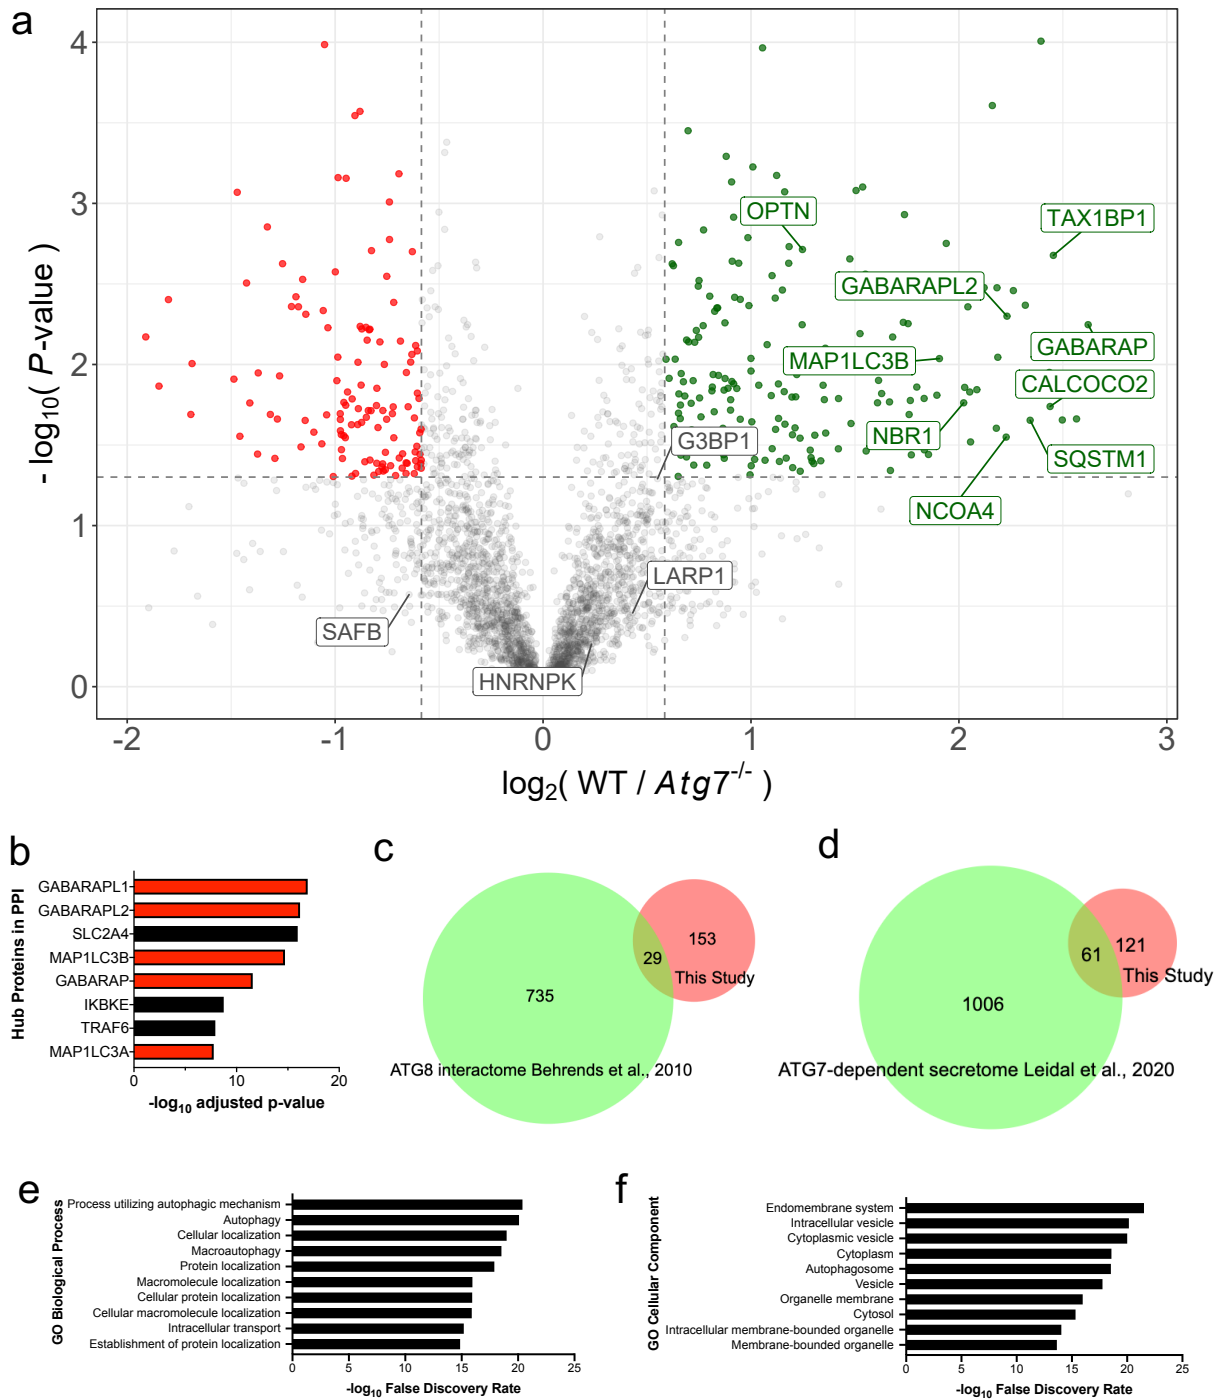 a
4
3
2
1
0
-log10( P-value )
OPTN
TAX1BP1
GABARAPL2
GABARAP
MAP1LC3B
CALCOCO2
NBR1
G3BP1
SQSTM1
NCOA4
LARP1
SAFB
HNRNPK
-2
-1
0
1
2
3
log2( WT / Atg7-/- )
b
Hub Proteins in PPI
GABARAPL1
GABARAPL2
SLC2A4
MAP1LC3B
GABARAP
IKBKE
TRAF6
MAP1LC3A
0
10
20
-log10 adjusted p-value
c
153
29
This Study
735
ATG8 interactome Behrends et al., 2010
d
121
61
This Study
1006
ATG7-dependent secretome Leidal et al., 2020
e
GO Biological Process
Process utilizing autophagic mechanism
Autophagy
Cellular localization
Macroautophagy
Protein localization
Macromolecule localization
Cellular protein localization
Cellular macromolecule localization
Intracellular transport
Establishment of protein localization
0
5
10
15
20
25
-log10 False Discovery Rate
f
GO Cellular Component
Endomembrane system
Intracellular vesicle
Cytoplasmic vesicle
Cytoplasm
Autophagosome
Vesicle
Organelle membrane
Cytosol
Intracellular membrane-bounded organelle
Membrane-bounded organelle
0
5
10
15
20
25
-log10 False Discovery Rate